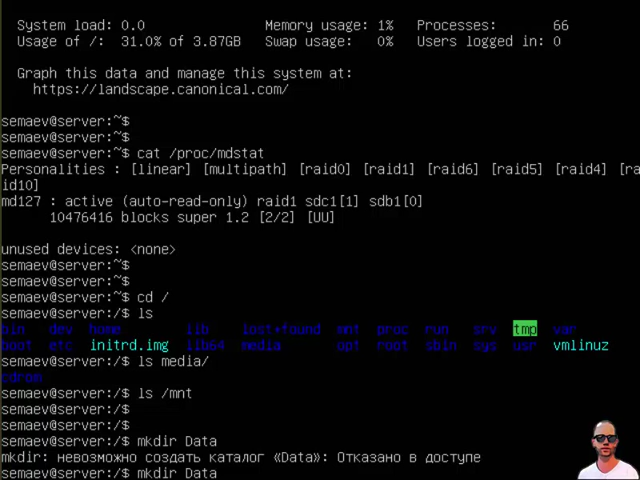 System load: 0.0 Memory usage: 1% Processes: 66
Usage of /: 31.0% of 3.87GB Swap usage: 0% Users logged in: 0
Graph this data and manage this system at:
https://landscape.canonical.com/
semaev@server:~$
semaev@server:~$
semaev@server:~$ cat /proc/mdstat
Personalities : [linear] [multipath] [raid0] [raid1] [raid6] [raid5] [raid4] [ra
id10]
md127 : active (auto-read-only) raid1 sdc1[1] sdb1[0]
10476416 blocks super 1.2 [2/2] [UU]
unused devices: <none>
semaev@server:~$
semaev@server:~$
semaev@server:~$ cd /
semaev@server:/$ ls
bin dev home lib lost+found mnt proc run srv tmp var
boot etc initrd.img lib64 media opt root sbin sys usr vmlinuz
semaev@server:/$ ls media/
cdrom
semaev@server:/$ ls /mnt
semaev@server:/$
semaev@server:/$
semaev@server:/$ mkdir Data
mkdir: невозможно создать каталог «Data»: Отказано в доступе
semaev@server:/$ mkdir Data